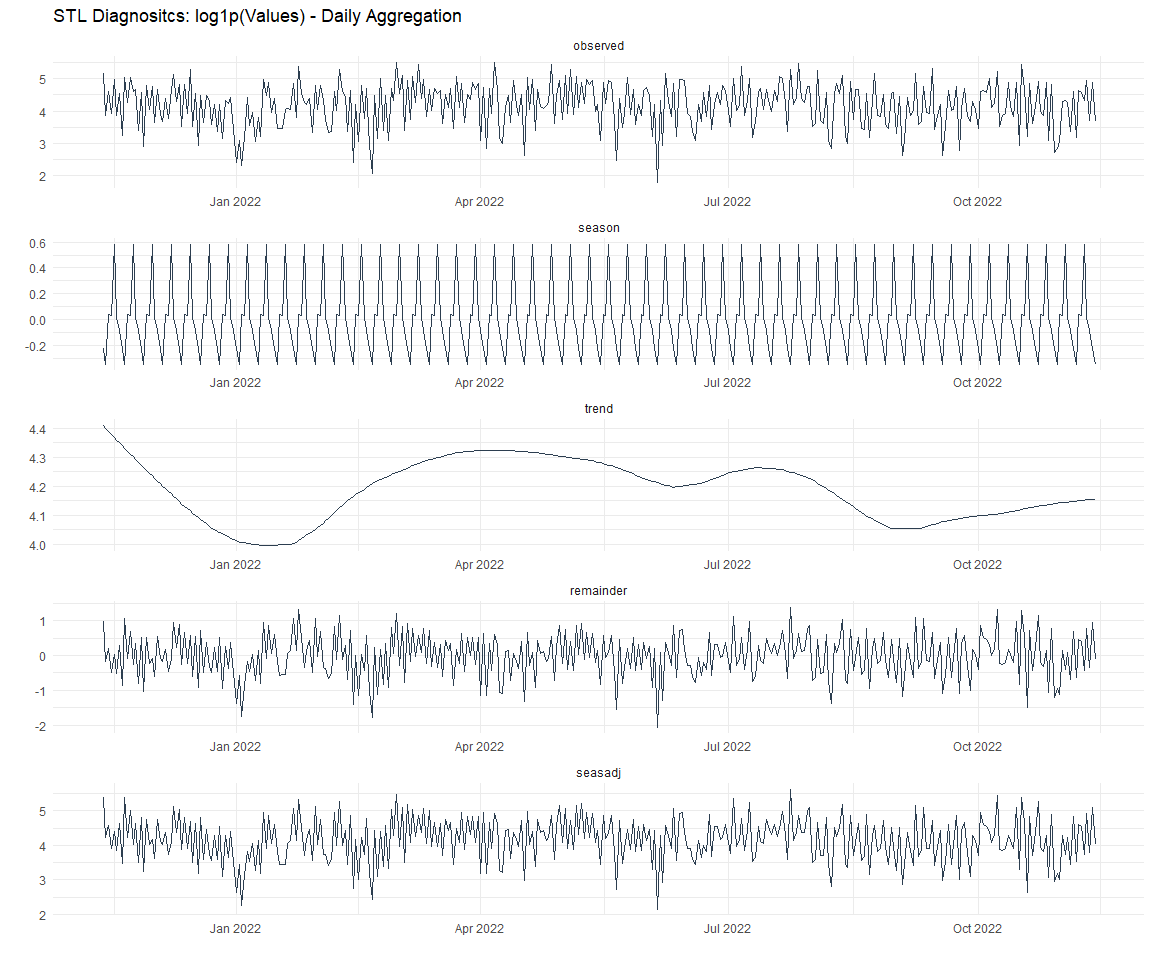 STL Diagnositcs: log1p(Values) - Daily Aggregation
observed
5
4
3
2
Jan 2022 Apr 2022 Jul 2022 Oct 2022
season
0.6
0.4
0.2
0.0
-0.2
Jan 2022 Apr 2022 Jul 2022 Oct 2022
trend
4.4
4.3
4.2
4.1
4.0
Jan 2022 Apr 2022 Jul 2022 Oct 2022
remainder
1
0
-1
-2
Jan 2022 Apr 2022 Jul 2022 Oct 2022
seasadj
5
4
3
2
Jan 2022 Apr 2022 Jul 2022 Oct 2022